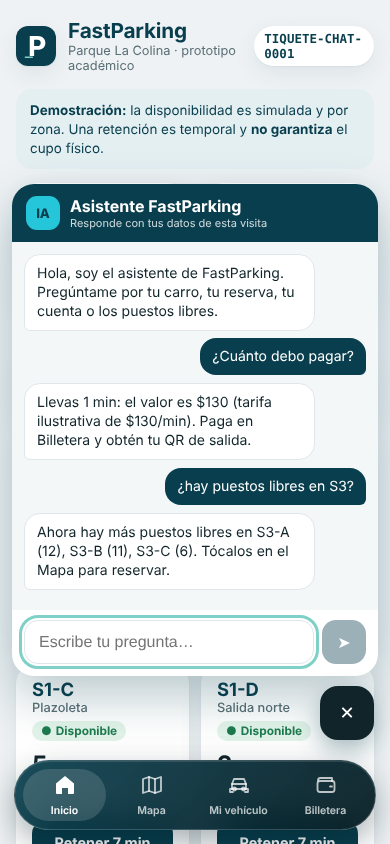 P
FastParking
Parque La Colina · prototipo
académico
TIQUETE-CHAT-
0001
Demostración: la disponibilidad es simulada y por
zona. Una retención es temporal y no garantiza el
cupo físico.
IA
Asistente FastParking
Responde con tus datos de esta visita
Hola, soy el asistente de FastParking.
Pregúntame por tu carro, tu reserva, tu
cuenta o los puestos libres.
¿Cuánto debo pagar?
Llevas 1 min: el valor es $130 (tarifa
ilustrativa de $130/min). Paga en
Billetera y obtén tu QR de salida.
¿hay puestos libres en S3?
Ahora hay más puestos libres en S3-A
(12), S3-B (11), S3-C (6). Tócalos en el
Mapa para reservar.
Escribe tu pregunta…
S1-C
Plazoleta
Disponible
S1-D
Salida norte
Disponible
Inicio
Mapa
Mi vehículo
Billetera
Retener 7 min
Retener 7 min